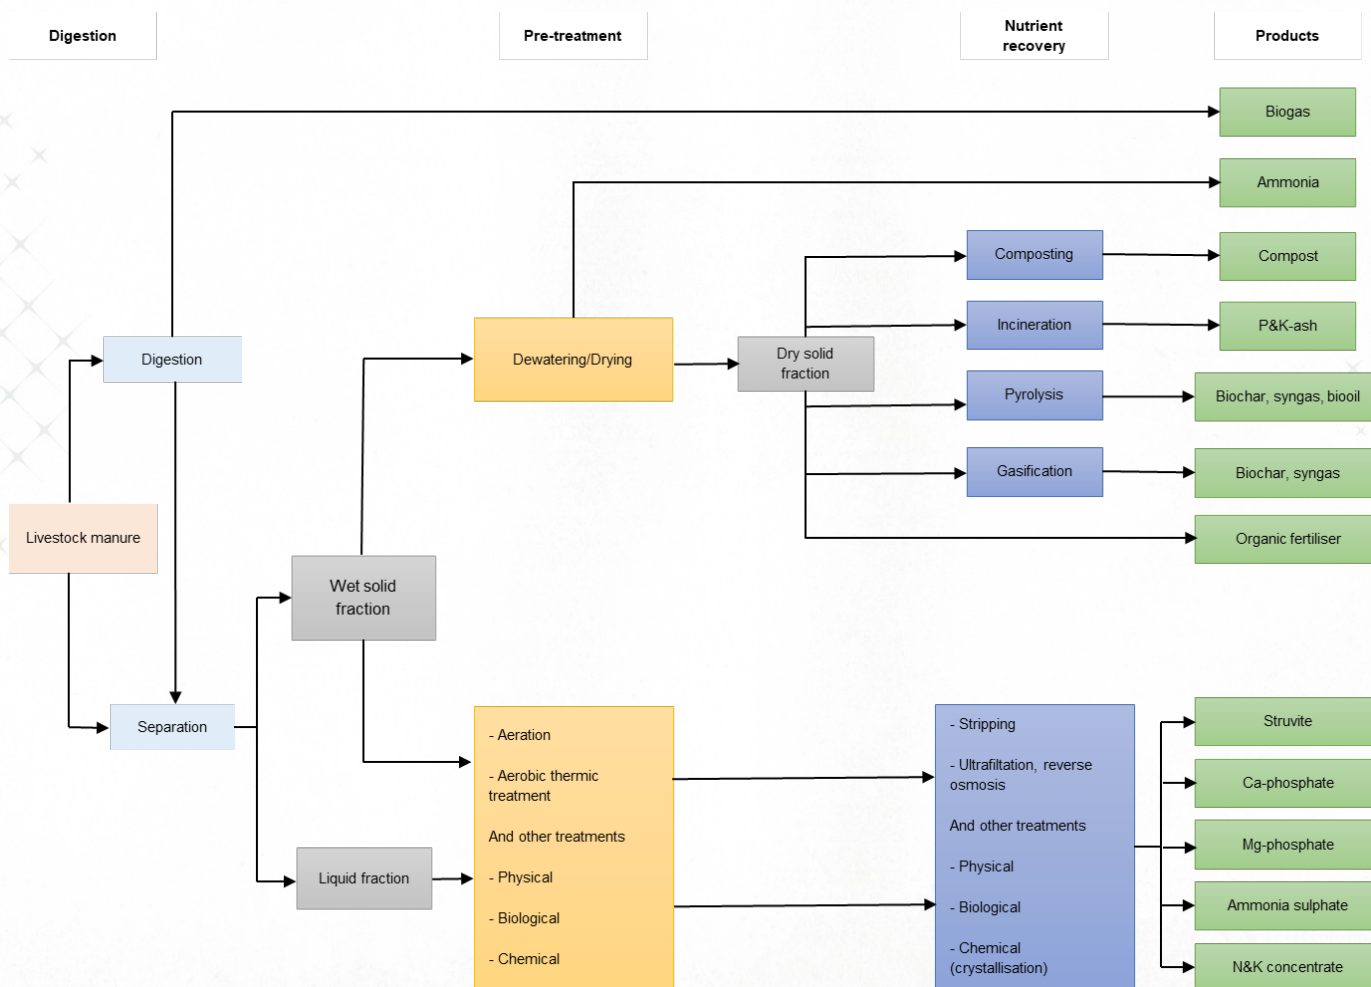 Digestion
Pre-treatment
Nutrient
recovery
Products
Biogas
Ammonia
Composting
Compost
Incineration
P&K-ash
Digestion
Dewatering/Drying
Dry solid
fraction
Pyrolysis
Biochar, syngas, biooil
Gasification
Biochar, syngas
Livestock manure
Organic fertiliser
Wet solid
fraction
Separation
Liquid fraction
- Aeration
- Aerobic thermic
treatment
And other treatments
- Physical
- Biological
- Chemical
- Stripping
- Ultrafiltation, reverse
osmosis
And other treatments
- Physical
- Biological
- Chemical
(crystallisation)
Struvite
Ca-phosphate
Mg-phosphate
Ammonia sulphate
N&K concentrate